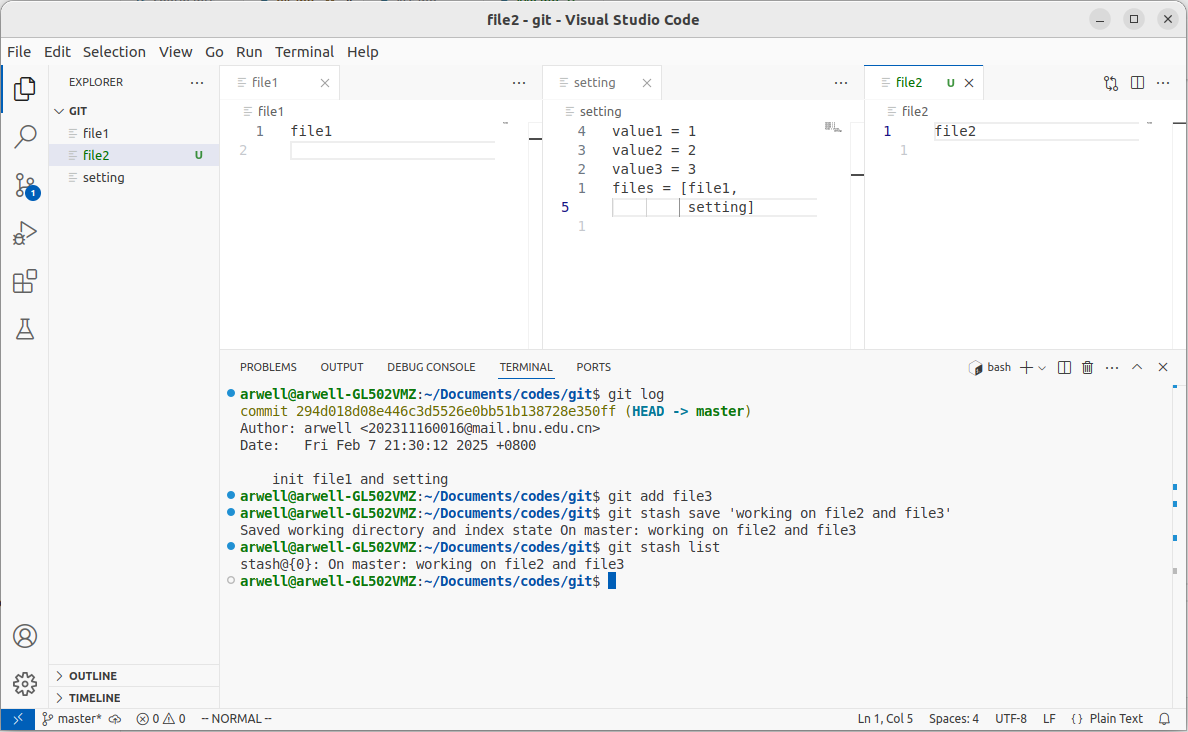 file2 - git - Visual Studio Code
File Edit Selection View Go Run Terminal Help
EXPLORER
GIT
file1
file2 U
setting
OUTLINE
TIMELINE
file1
file1
1 file1
2
setting
setting
4 value1 = 1
3 value2 = 2
2 value3 = 3
1 files = [file1,
5 setting]
1
file2 U
file2
1 file2
1
PROBLEMS OUTPUT DEBUG CONSOLE TERMINAL PORTS
bash
arwell@arwell-GL502VMZ:~/Documents/codes/git$ git log
commit 294d018d08e446c3d5526e0bb51b138728e350ff (HEAD -> master)
Author: arwell <202311160016@mail.bnu.edu.cn>
Date: Fri Feb 7 21:30:12 2025 +0800
init file1 and setting
arwell@arwell-GL502VMZ:~/Documents/codes/git$ git add file3
arwell@arwell-GL502VMZ:~/Documents/codes/git$ git stash save 'working on file2 and file3'
Saved working directory and index state On master: working on file2 and file3
arwell@arwell-GL502VMZ:~/Documents/codes/git$ git stash list
stash@{0}: On master: working on file2 and file3
arwell@arwell-GL502VMZ:~/Documents/codes/git$
1
master* 0 0 -- NORMAL -- Ln 1, Col 5 Spaces: 4 UTF-8 LF {} Plain Text